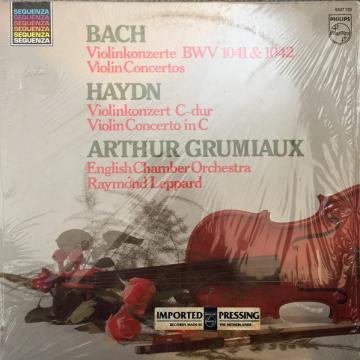 SEQUENZA
SEQUENZA
SEQUENZA
SEQUENZA
SEQUENZA
SEQUENZA
PHILIPS
BACH
Violinkonzerte BWV 1041 & 1042
Violin Concertos
HAYDN
Violinkonzert C-dur
Violin Concerto in C
ARTHUR GRUMIAUX
English Chamber Orchestra
Raymond Leppard
IMPORTED PRESSING
RECORDS MADE IN THE NETHERLANDS